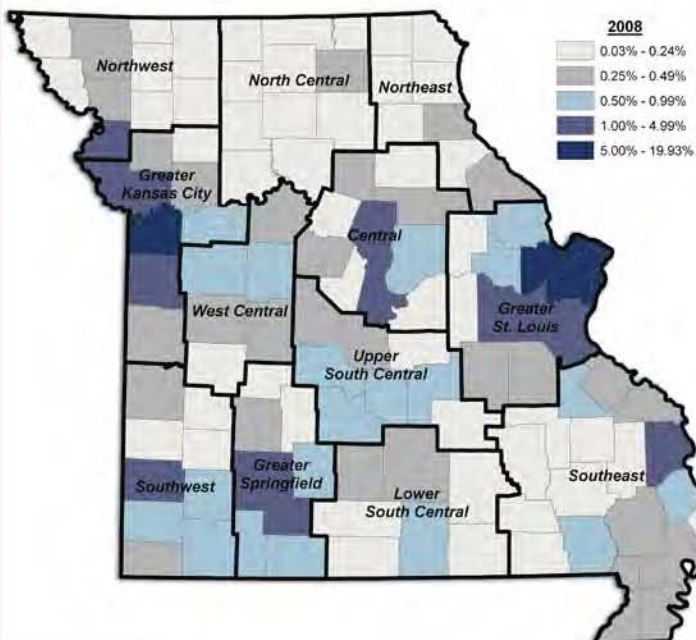 2008
0.03% - 0.24%
0.25% - 0.49%
0.50% - 0.99%
1.00% - 4.99%
5.00% - 19.93%
Northwest
North Central
Northeast
Greater
Kansas City
Central
West Central
Greater
St. Louis
Upper
South Central
Southwest
Greater
Springfield
Lower
South Central
Southeast